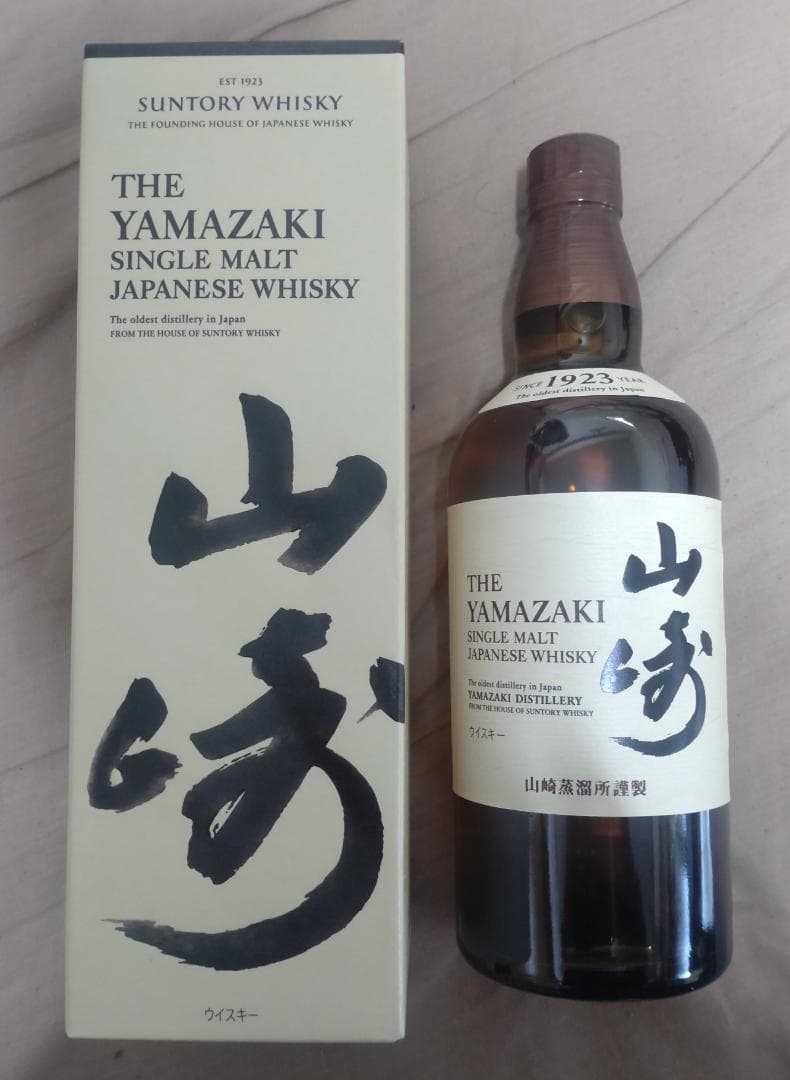 EST 1923
SUNTORY WHISKY
THE FOUNDING HOUSE OF JAPANESE WHISKY
THE
YAMAZAKI
SINGLE MALT
JAPANESE WHISKY
The oldest distillery in Japan
FROM THE HOUSE OF SUNTORY WHISKY
山
崎
ウイスキー
SINCE 1923 YEAR
The oldest distillery in Japan
山
崎
THE
YAMAZAKI
SINGLE MALT
JAPANESE WHISKY
The oldest distillery in Japan
YAMAZAKI DISTILLERY
FROM THE HOUSE OF SUNTORY WHISKY
ウイスキー
山崎蒸溜所謹製